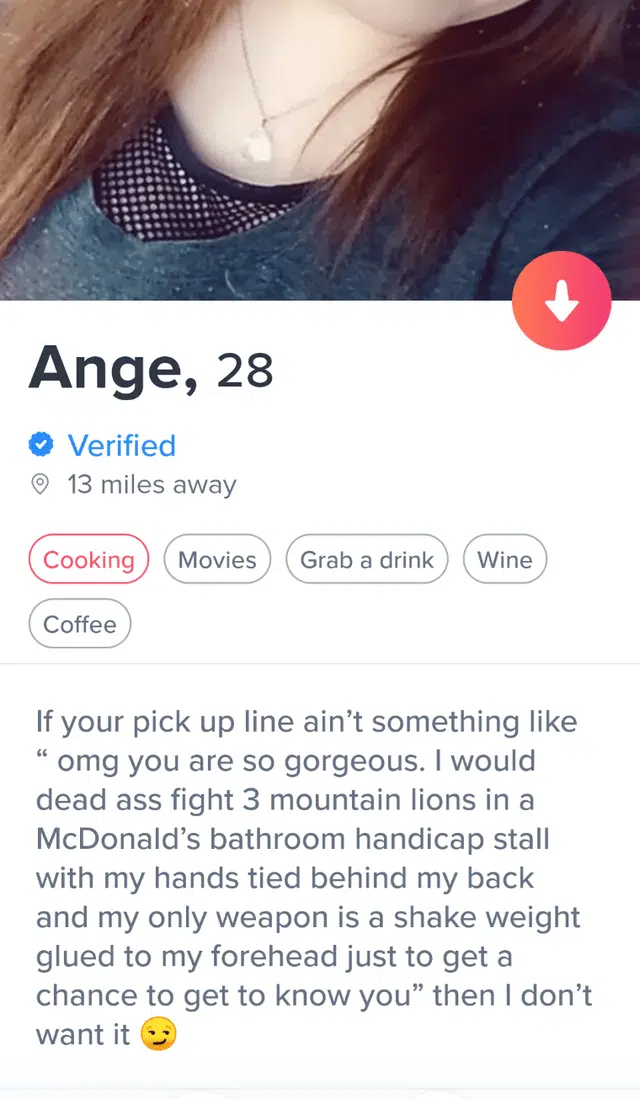 Ange, 28
Verified
13 miles away
Cooking Movies Grab a drink Wine
Coffee
If your pick up line ain’t something like
“ omg you are so gorgeous. I would
dead ass fight 3 mountain lions in a
McDonald’s bathroom handicap stall
with my hands tied behind my back
and my only weapon is a shake weight
glued to my forehead just to get a
chance to get to know you” then I don’t
want it 😏